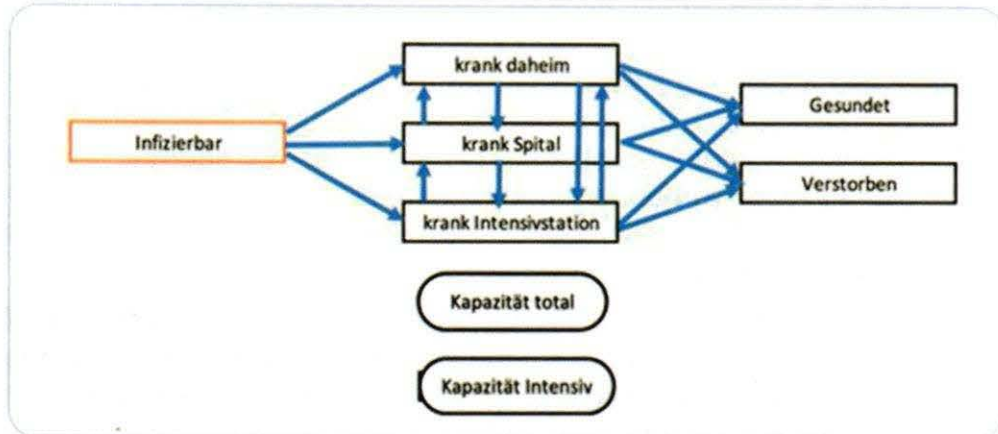 krank daheim
Infizierbar
krank Spital
krank Intensivstation
Gesundet
Verstorben
Kapazität total
Kapazität Intensiv